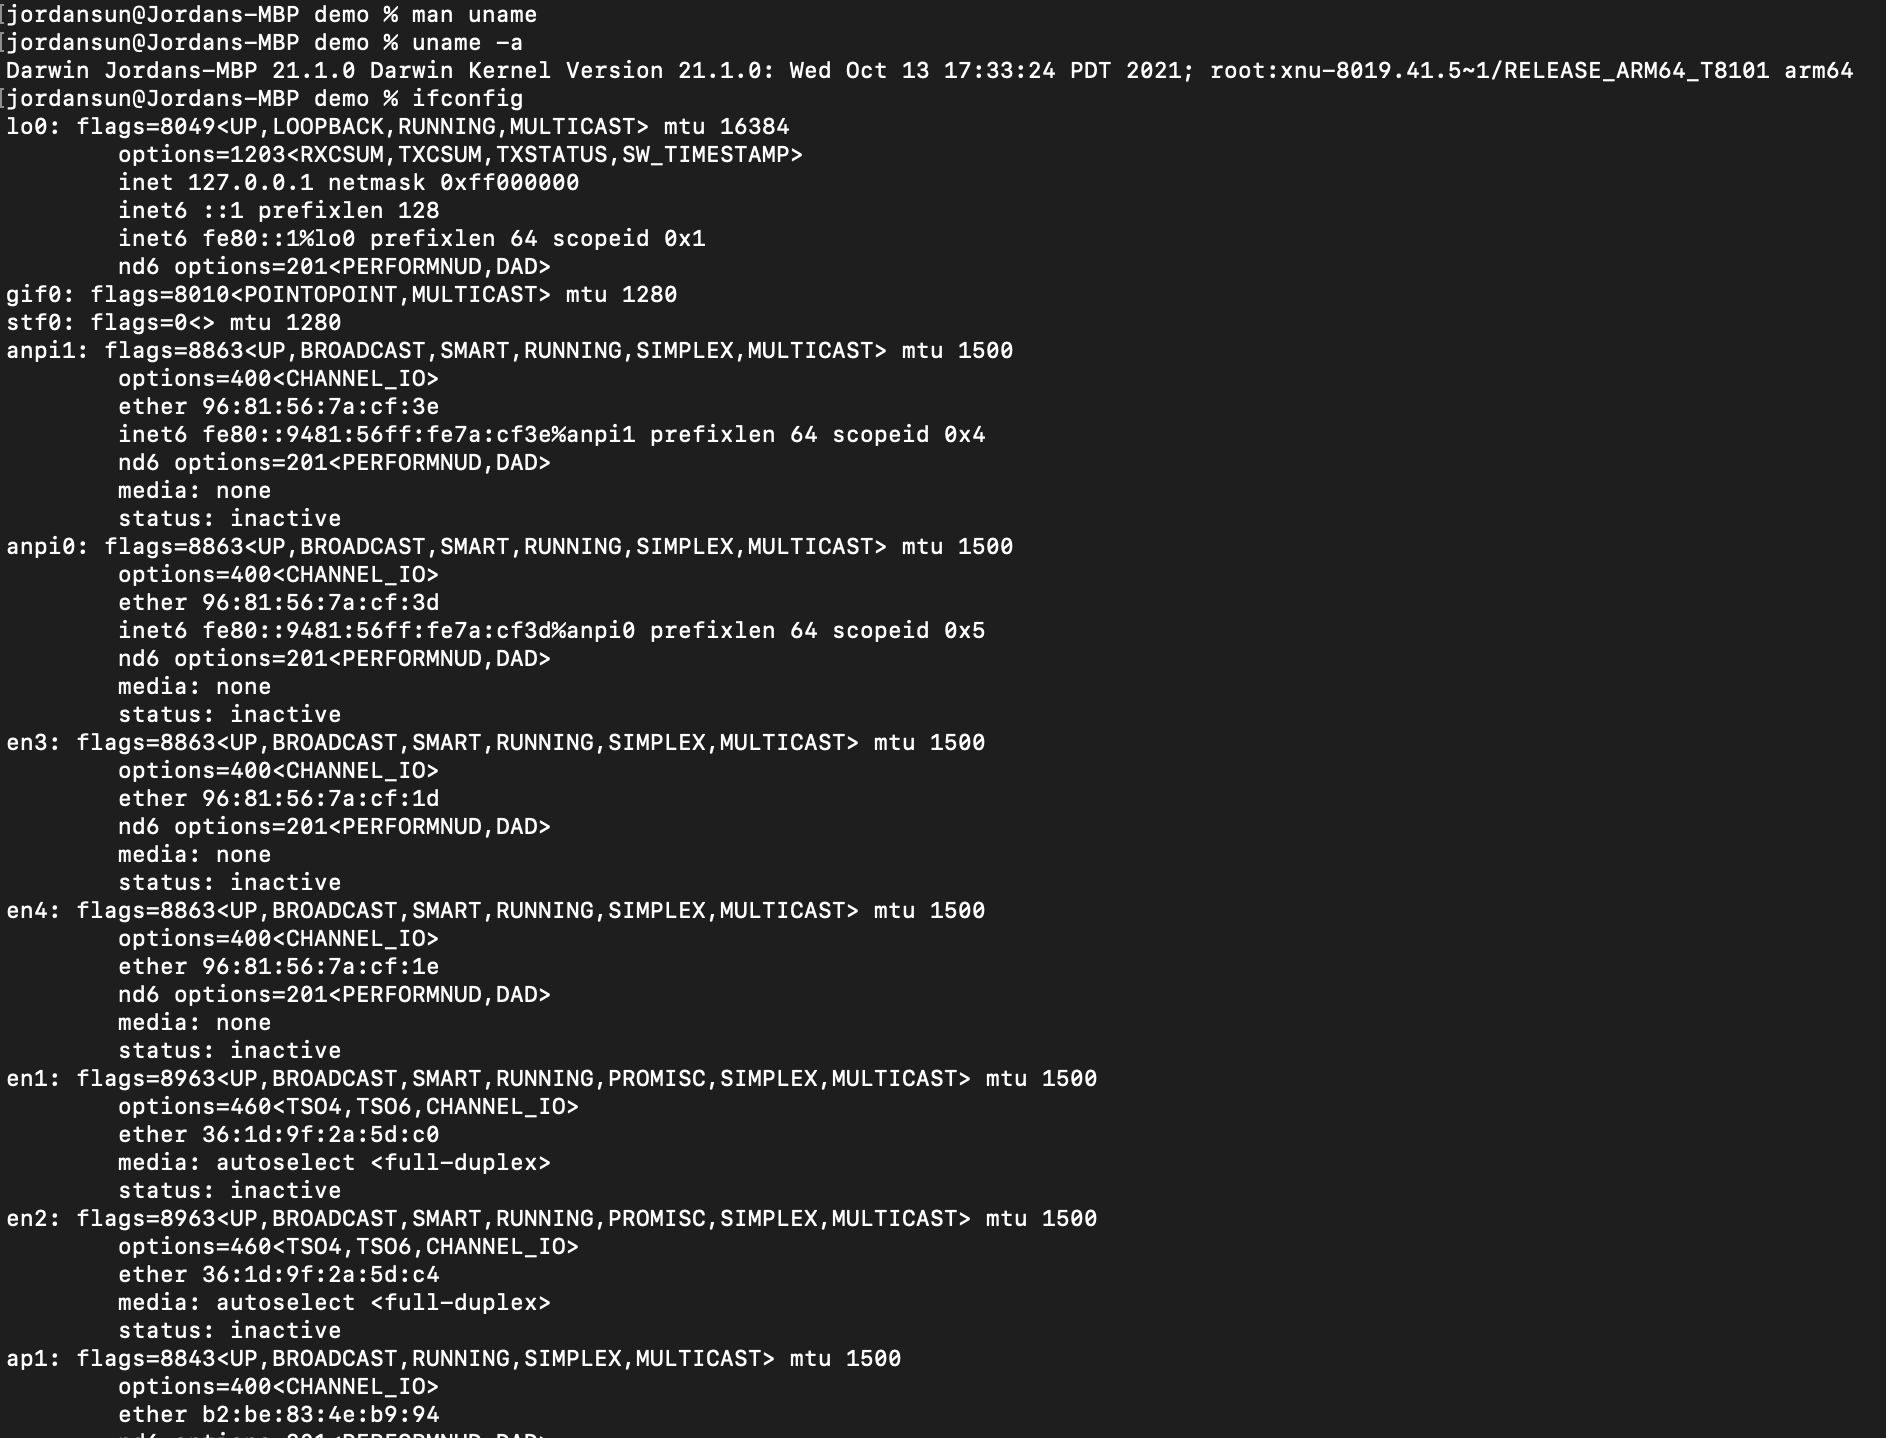 jordansun@Jordans-MBP demo % man uname
jordansun@Jordans-MBP demo % uname -a
Darwin Jordans-MBP 21.1.0 Darwin Kernel Version 21.1.0: Wed Oct 13 17:33:24 PDT 2021; root:xnu-8019.41.5~1/RELEASE_ARM64_T8101 arm64
jordansun@Jordans-MBP demo % ifconfig
lo0: flags=8049<UP,LOOPBACK,RUNNING,MULTICAST> mtu 16384
options=1203<RXCSUM,TXCSUM,TXSTATUS,SW_TIMESTAMP>
inet 127.0.0.1 netmask 0xff000000
inet6 ::1 prefixlen 128
inet6 fe80::1%lo0 prefixlen 64 scopeid 0x1
nd6 options=201<PERFORMNUD,DAD>
gif0: flags=8010<POINTOPOINT,MULTICAST> mtu 1280
stf0: flags=0<> mtu 1280
anpi1: flags=8863<UP,BROADCAST,SMART,RUNNING,SIMPLEX,MULTICAST> mtu 1500
options=400<CHANNEL_IO>
ether 96:81:56:7a:cf:3e
inet6 fe80::9481:56ff:fe7a:cf3e%anpi1 prefixlen 64 scopeid 0x4
nd6 options=201<PERFORMNUD,DAD>
media: none
status: inactive
anpi0: flags=8863<UP,BROADCAST,SMART,RUNNING,SIMPLEX,MULTICAST> mtu 1500
options=400<CHANNEL_IO>
ether 96:81:56:7a:cf:3d
inet6 fe80::9481:56ff:fe7a:cf3d%anpi0 prefixlen 64 scopeid 0x5
nd6 options=201<PERFORMNUD,DAD>
media: none
status: inactive
en3: flags=8863<UP,BROADCAST,SMART,RUNNING,SIMPLEX,MULTICAST> mtu 1500
options=400<CHANNEL_IO>
ether 96:81:56:7a:cf:1d
nd6 options=201<PERFORMNUD,DAD>
media: none
status: inactive
en4: flags=8863<UP,BROADCAST,SMART,RUNNING,SIMPLEX,MULTICAST> mtu 1500
options=400<CHANNEL_IO>
ether 96:81:56:7a:cf:1e
nd6 options=201<PERFORMNUD,DAD>
media: none
status: inactive
en1: flags=8963<UP,BROADCAST,SMART,RUNNING,PROMISC,SIMPLEX,MULTICAST> mtu 1500
options=460<TSO4,TSO6,CHANNEL_IO>
ether 36:1d:9f:2a:5d:c0
media: autoselect <full-duplex>
status: inactive
en2: flags=8963<UP,BROADCAST,SMART,RUNNING,PROMISC,SIMPLEX,MULTICAST> mtu 1500
options=460<TSO4,TSO6,CHANNEL_IO>
ether 36:1d:9f:2a:5d:c4
media: autoselect <full-duplex>
status: inactive
ap1: flags=8843<UP,BROADCAST,RUNNING,SIMPLEX,MULTICAST> mtu 1500
options=400<CHANNEL_IO>
ether b2:be:83:4e:b9:94